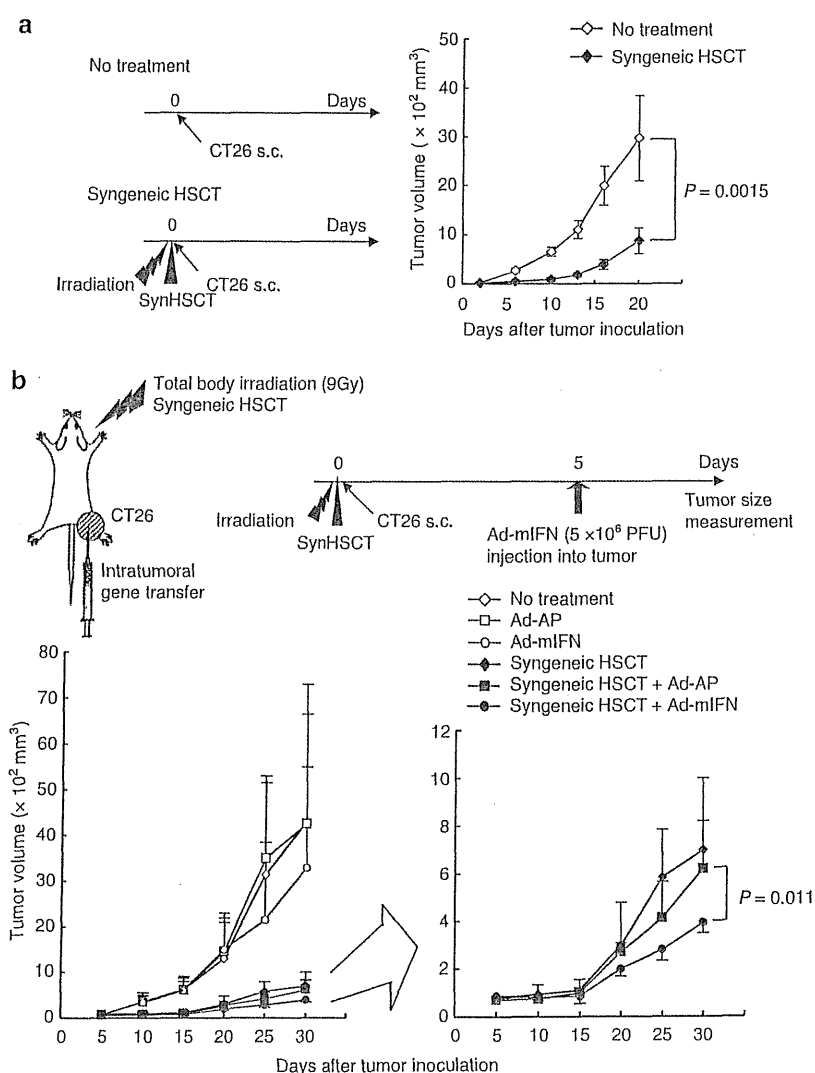 a
No treatment
0
Days
CT26 s.c.
Syngeneic HSCT
0
Days
Irradiation
CT26 s.c.
SynHSCT
No treatment
Syngeneic HSCT
Tumor volume ( × 10² mm³)
50
40
30
20
10
0
0 5 10 15 20
Days after tumor inoculation
P = 0.0015
b
Total body irradiation (9Gy)
Syngeneic HSCT
CT26
Intratumoral
gene transfer
0
5
Days
Irradiation
CT26 s.c.
SynHSCT
Ad-mIFN (5 ×10⁶ PFU)
injection into tumor
Tumor size
measurement
No treatment
Ad-AP
Ad-mIFN
Syngeneic HSCT
Syngeneic HSCT + Ad-AP
Syngeneic HSCT + Ad-mIFN
Tumor volume (× 10² mm³)
80
70
60
50
40
30
20
10
0
0 5 10 15 20 25 30
12
10
8
6
4
2
0
0 5 10 15 20 25 30
P = 0.011
Days after tumor inoculation